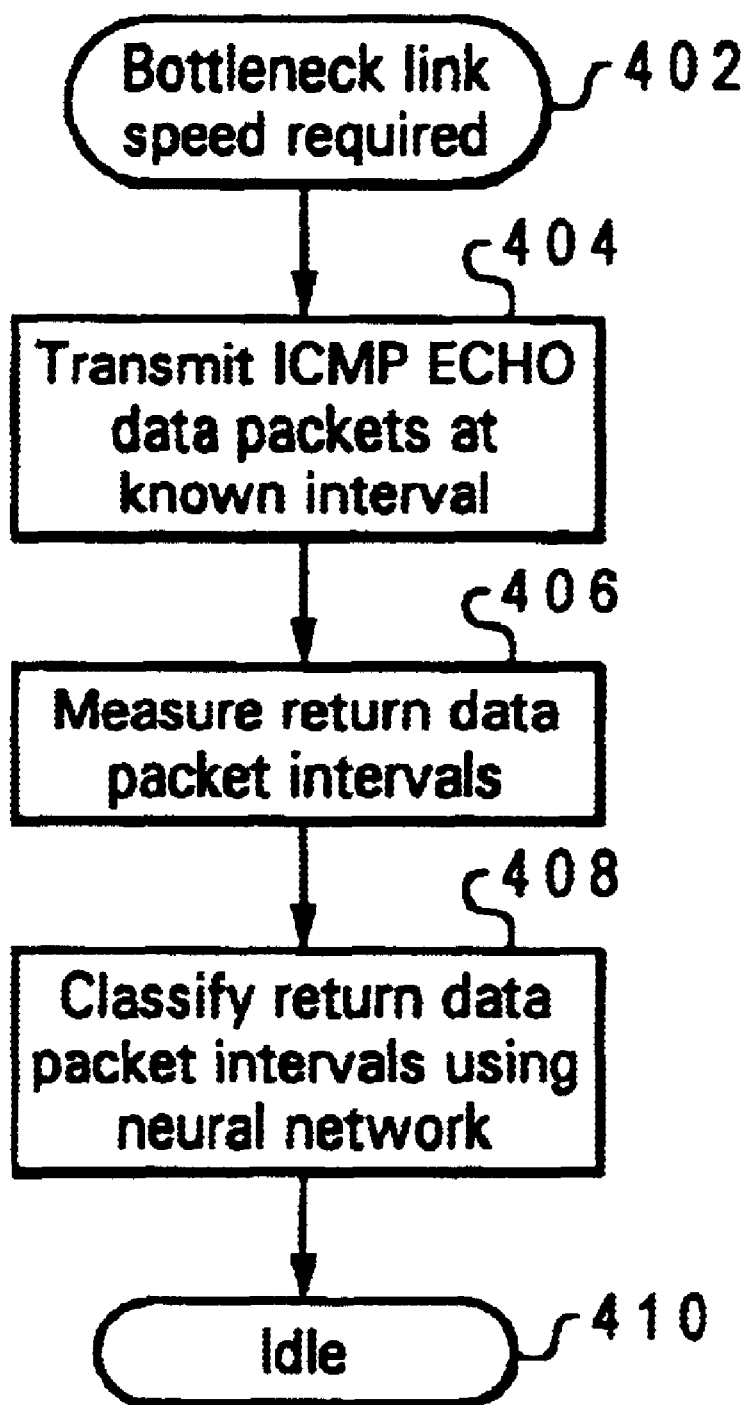 Bottleneck link
speed required
402
404
Transmit ICMP ECHO
data packets at
known interval
406
Measure return data
packet intervals
408
Classify return data
packet intervals using
neural network
Idle
410